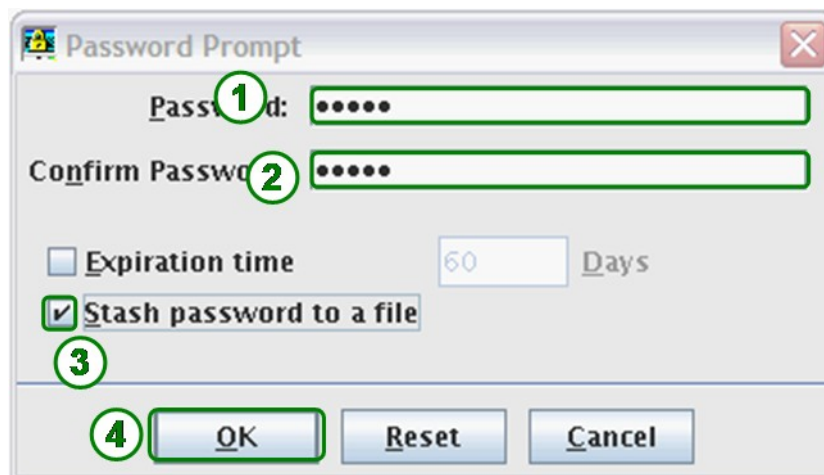 Password Prompt
1
Password: •••••
Confirm Passwo 2 •••••
Expiration time 60 Days
✔ Stash password to a file
3
4 OK Reset Cancel